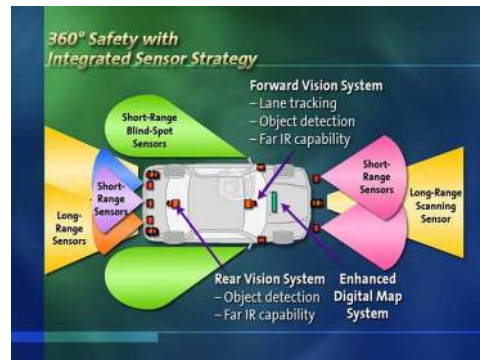 360° Safety with
Integrated Sensor Strategy
Forward Vision System
– Lane tracking
– Object detection
– Far IR capability
Short-Range
Blind-Spot
Sensors
Short-
Range
Sensors
Long-
Range
Sensors
Short-
Range
Sensors
Long-Range
Scanning
Sensor
Rear Vision System
– Object detection
– Far IR capability
Enhanced
Digital Map
System